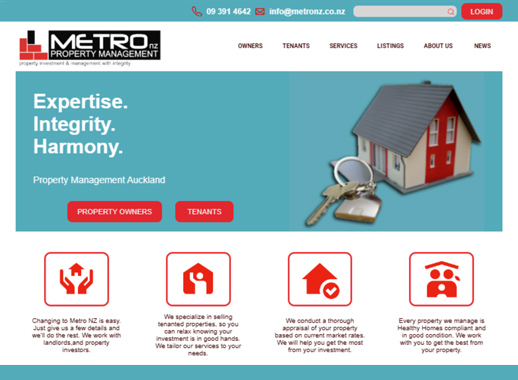 09 391 4642 info@metronz.co.nz LOGIN
METRO nz
PROPERTY MANAGEMENT
property investment & management with integrity
OWNERS TENANTS SERVICES LISTINGS ABOUT US NEWS
Expertise.
Integrity.
Harmony.
Property Management Auckland
PROPERTY OWNERS TENANTS
Changing to Metro NZ is easy.
Just give us a few details and
we'll do the rest. We work with
landlords,and property
investors.
We specialize in selling
tenanted properties, so you
can relax knowing your
investment is in good hands.
We tailor our services to your
needs.
We conduct a thorough
appraisal of your property
based on current market rates.
We will help you get the most
from your investment.
Every property we manage is
Healthy Homes compliant and
in good condition. We work
with you to get the best from
your property.